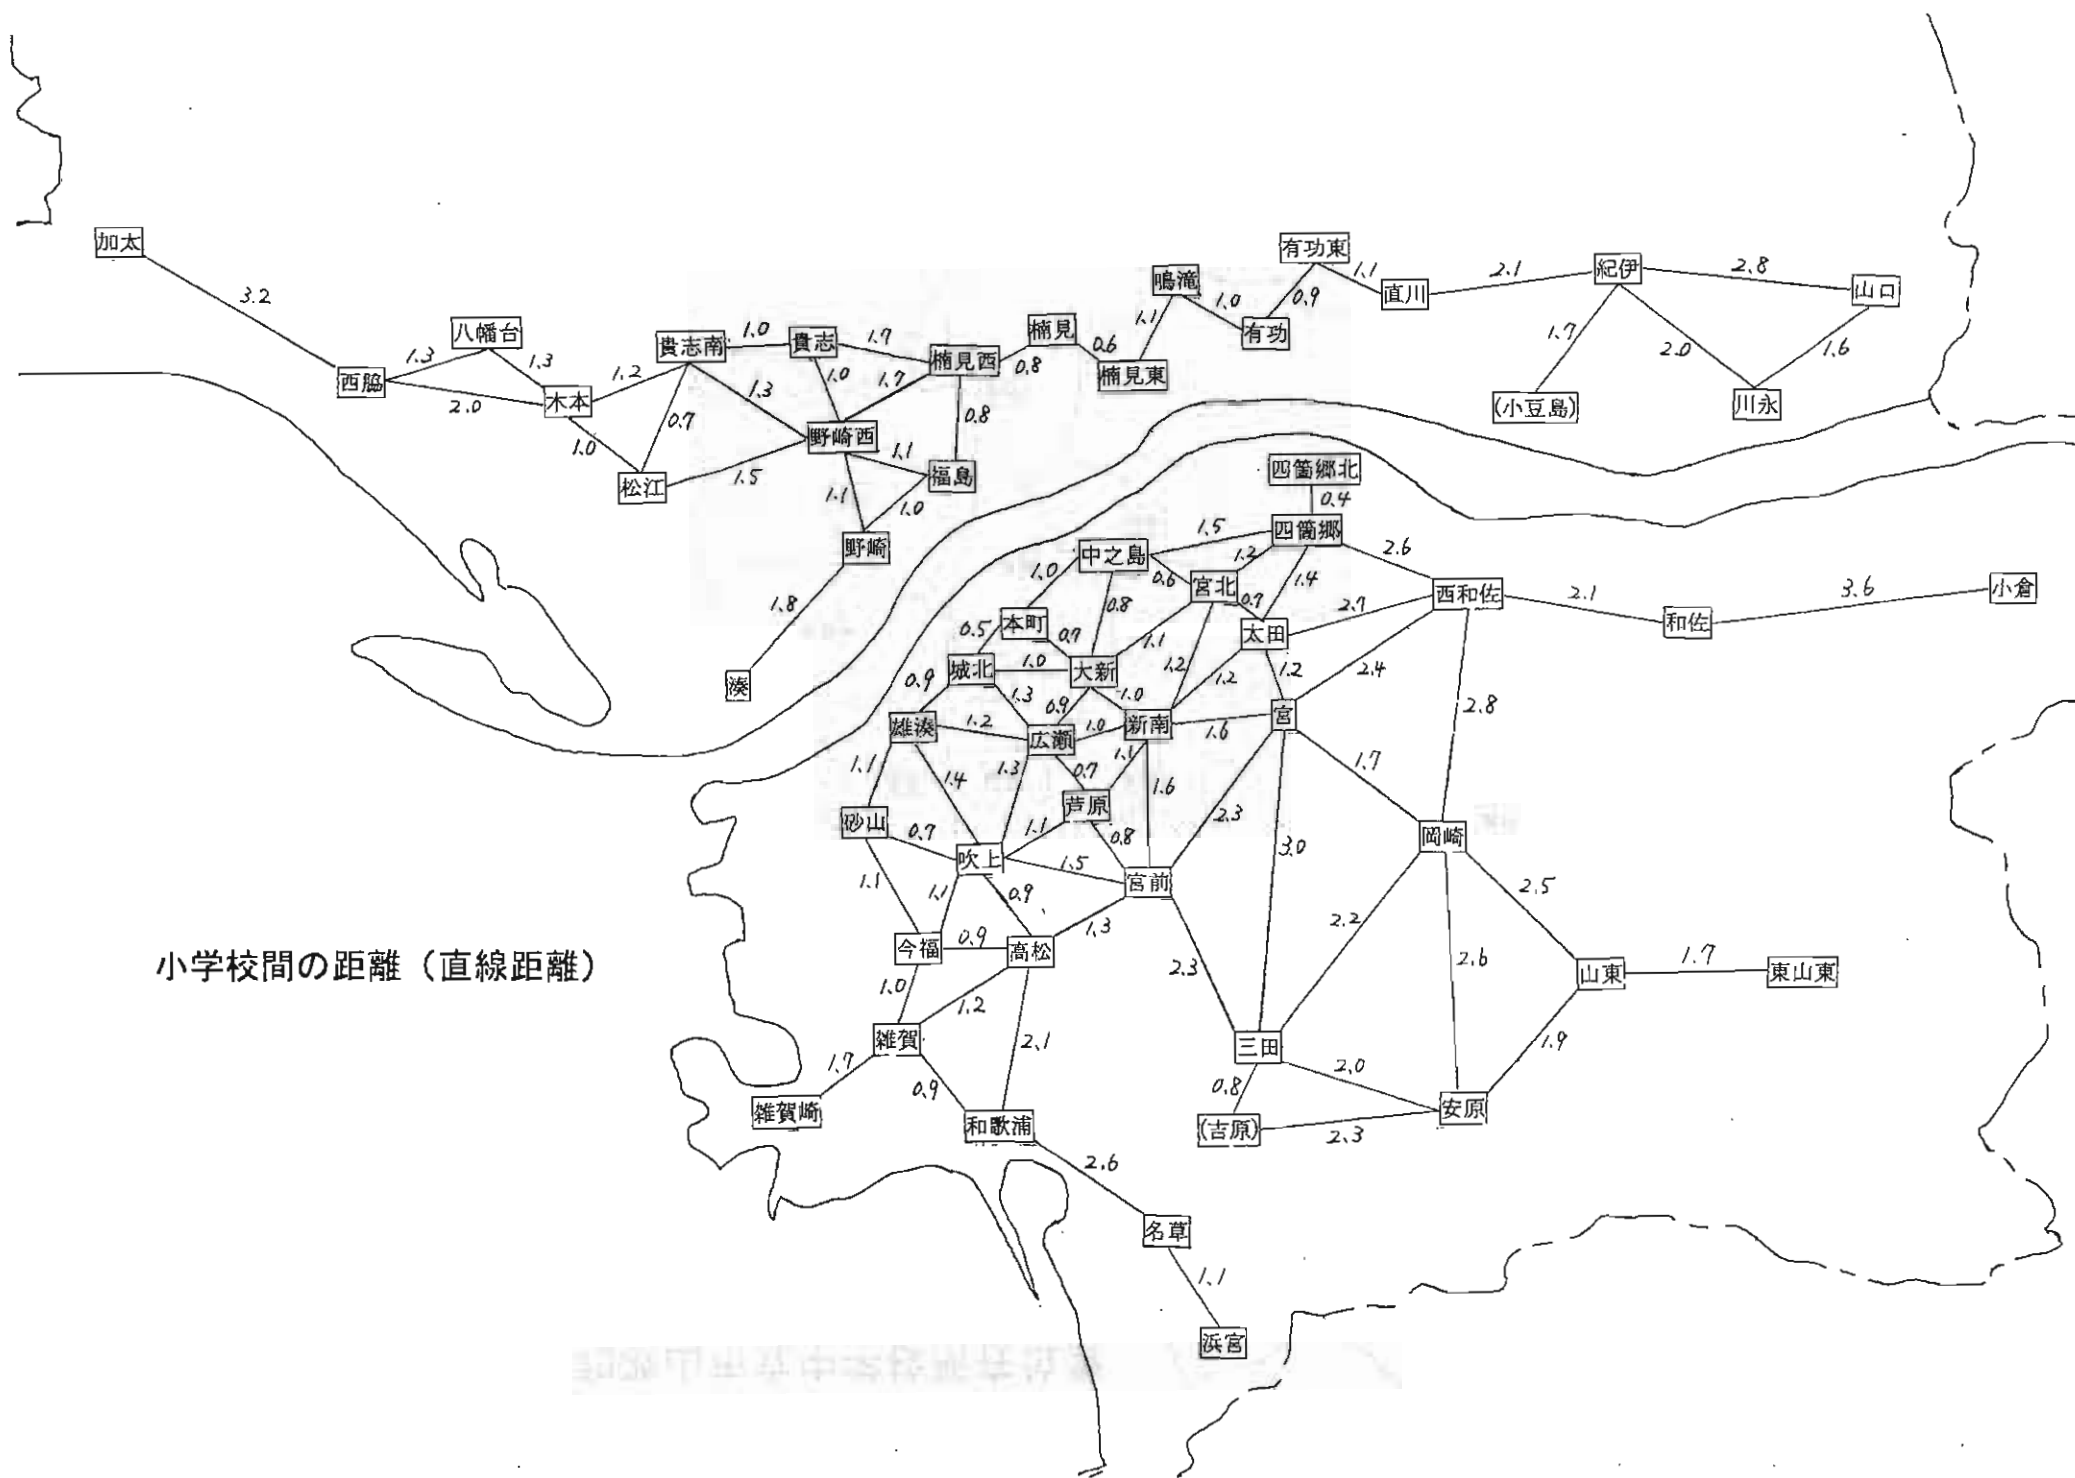 加太
3.2
西脇
1.3
八幡台
1.3
2.0
木本
1.2
1.0
貴志南
0.7
松江
1.0
1.3
1.5
貴志
1.7
1.0
1.7
野崎西
1.1
1.1
楠見西
0.8
0.8
福島
1.0
野崎
1.8
湊
楠見
0.6
楠見東
1.1
鳴滝
1.0
有功
0.9
有功東
1.1
直川
2.1
紀伊
2.8
山口
1.7
2.0
1.6
(小豆島)
川永
四箇郷北
0.4
四箇郷
1.5
1.2
1.4
2.6
中之島
1.0
0.8
0.6
宮北
0.7
1.1
1.2
太田
2.7
1.2
1.2
西和佐
2.1
和佐
3.6
小倉
2.4
2.8
本町
0.5
0.7
城北
1.0
大新
0.9
1.3
0.9
1.0
雄湊
1.2
広瀬
1.0
新南
1.6
宮
1.7
1.1
1.4
1.3
0.7
1.1
1.6
2.3
3.0
砂山
0.7
芦原
0.8
1.1
吹上
1.5
宮前
岡崎
2.5
1.1
1.1
0.9
1.3
2.2
2.6
今福
0.9
高松
2.3
山東
1.7
東山東
小学校間の距離（直線距離）
1.0
1.2
2.1
1.9
雑賀
1.7
0.9
三田
2.0
0.8
雑賀崎
和歌浦
(吉原)
2.3
安原
2.6
名草
1.1
浜宮